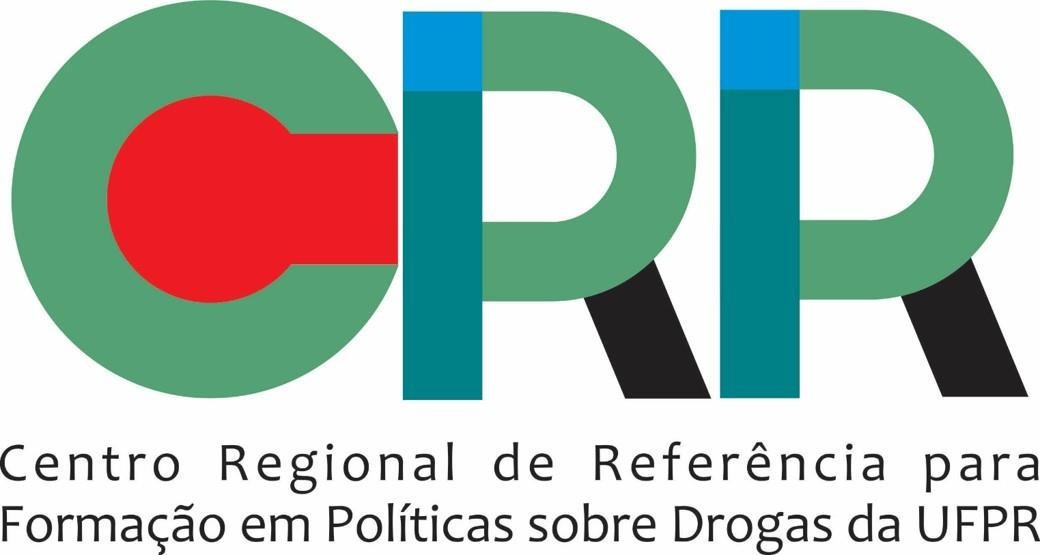 CRR
Centro Regional de Referência para
Formação em Políticas sobre Drogas da UFPR